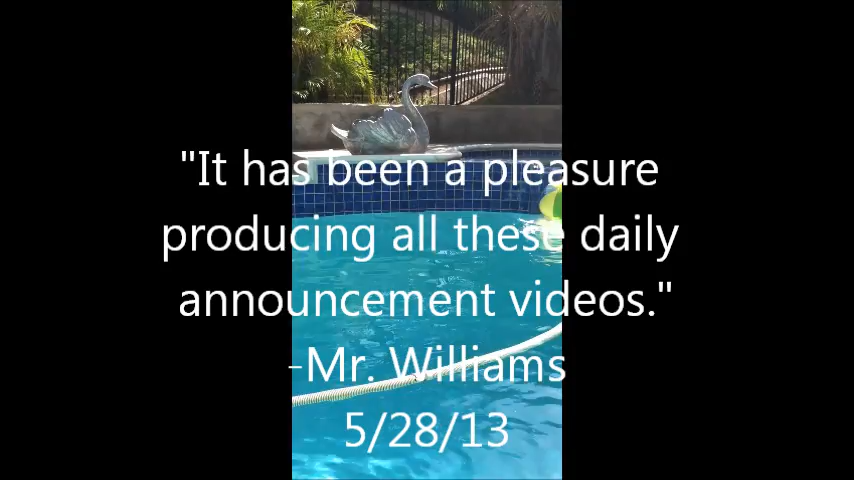 "It has been a pleasure
producing all these daily
announcement videos."
-Mr. Williams
5/28/13